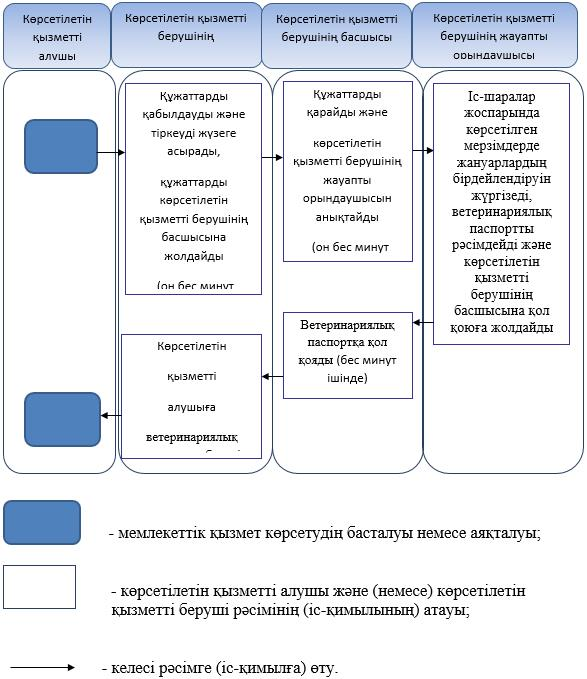 Көрсетілетін
қызметті
алушы
Көрсетілетін қызметті
берушінің
Көрсетілетін қызметті
берушінің басшысы
Көрсетілетін қызметті
берушінің жауапты
орындаушысы
Құжаттарды
қабылдауды және
тіркеуді жүзеге
асырады,
құжаттарды
көрсетілетін
қызметті берушінің
басшысына
жолдайды
(он бес минут
Құжаттарды
қарайды және
көрсетілетін
қызметті берушінің
жауапты
орындаушысын
анықтайды
(он бес минут
Іс-шаралар
жоспарында
көрсетілген
мерзімдерде
жануарлардың
бірдейлендіруін
жүргізеді,
ветеринариялық
паспортты
рәсімдейді және
көрсетілетін
қызметті
берушінің
басшысына қол
қоюға жолдайды
Ветеринариялық
паспортқа қол
қояды (бес минут
ішінде)
Көрсетілетін
қызметті
алушыға
ветеринариялық
- мемлекеттік қызмет көрсетудің басталуы немесе аяқталуы;
- көрсетілетін қызметті алушы және (немесе) көрсетілетін
қызметті беруші рәсімінің (іс-қимылының) атауы;
- келесі рәсімге (іс-қимылға) өту.